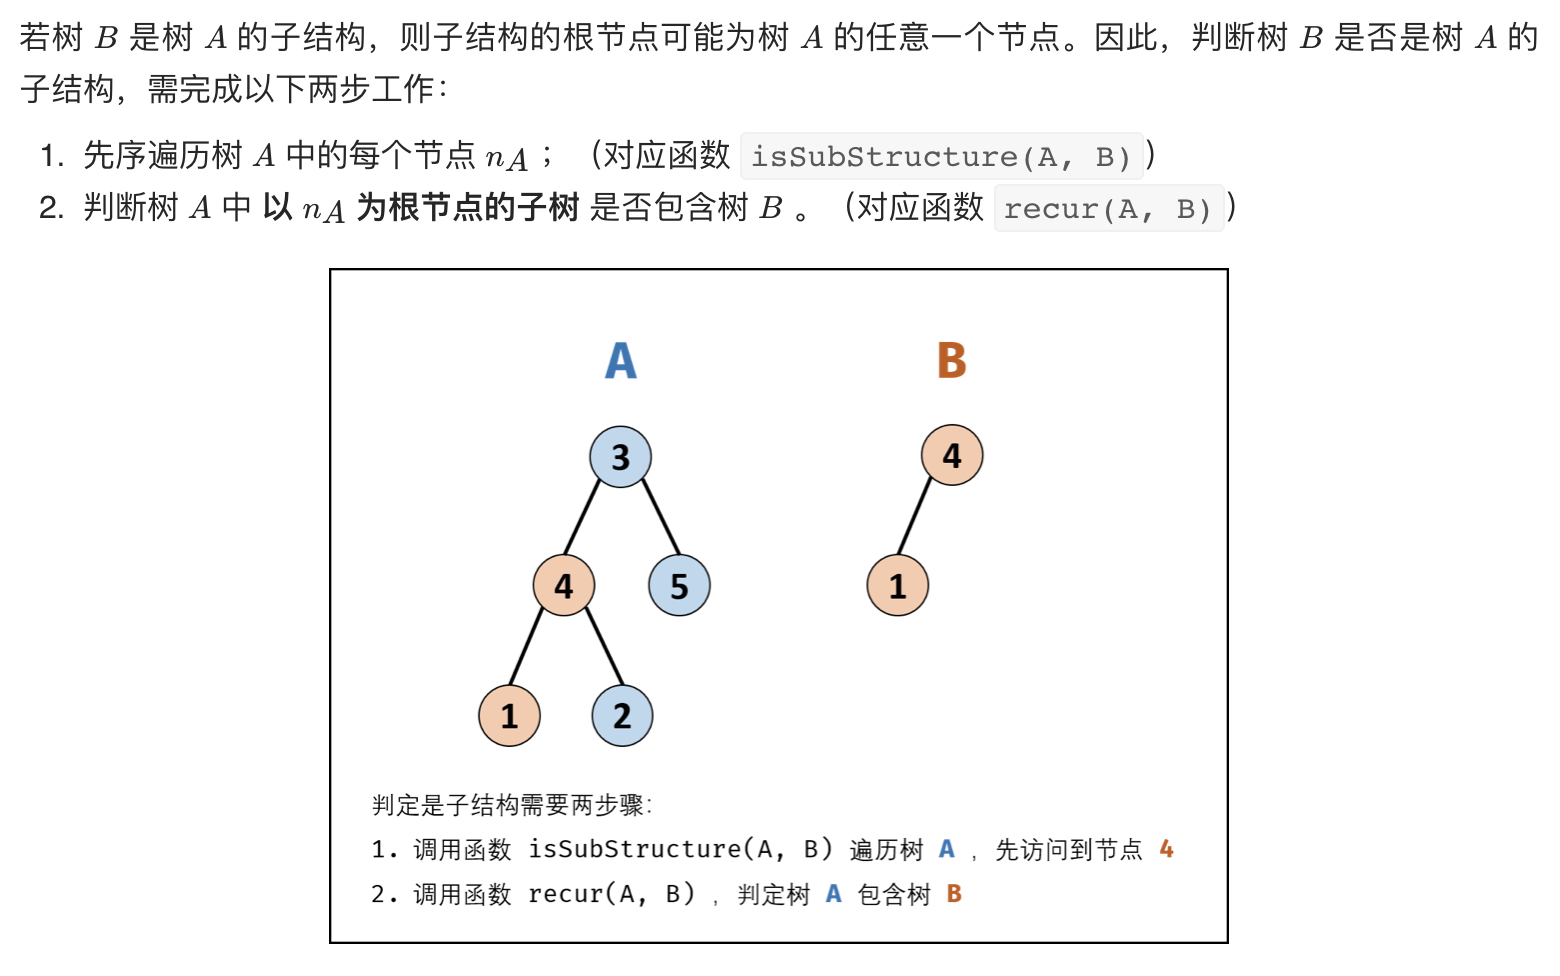 若树 B 是树 A 的子结构，则子结构的根节点可能为树 A 的任意一个节点。因此，判断树 B 是否是树 A 的
子结构，需完成以下两步工作：
1. 先序遍历树 A 中的每个节点 nA ；（对应函数 isSubStructure(A, B)）
2. 判断树 A 中 以 nA 为根节点的子树 是否包含树 B 。（对应函数 recur(A, B)）
A B
3 4
4 5 1
1 2
判定是子结构需要两步骤:
1. 调用函数 isSubStructure(A, B) 遍历树 A , 先访问到节点 4
2. 调用函数 recur(A, B) , 判定树 A 包含树 B